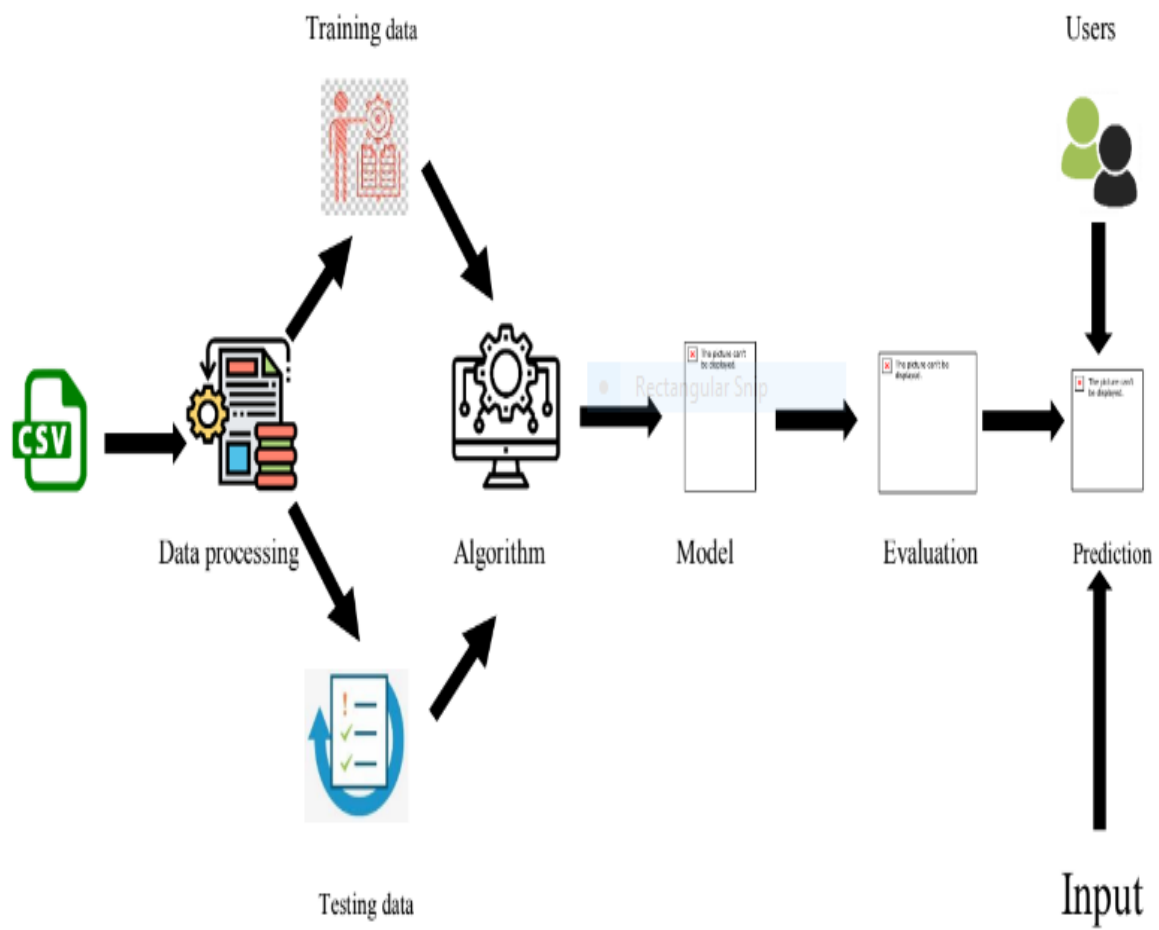 Training data
Users
The picture can't
be displayed.
The picture can't be
displayed.
• Rectangular Snip
The picture can't
be displayed.
CSV
Data processing
Algorithm
Model
Evaluation
Prediction
Testing data
Input